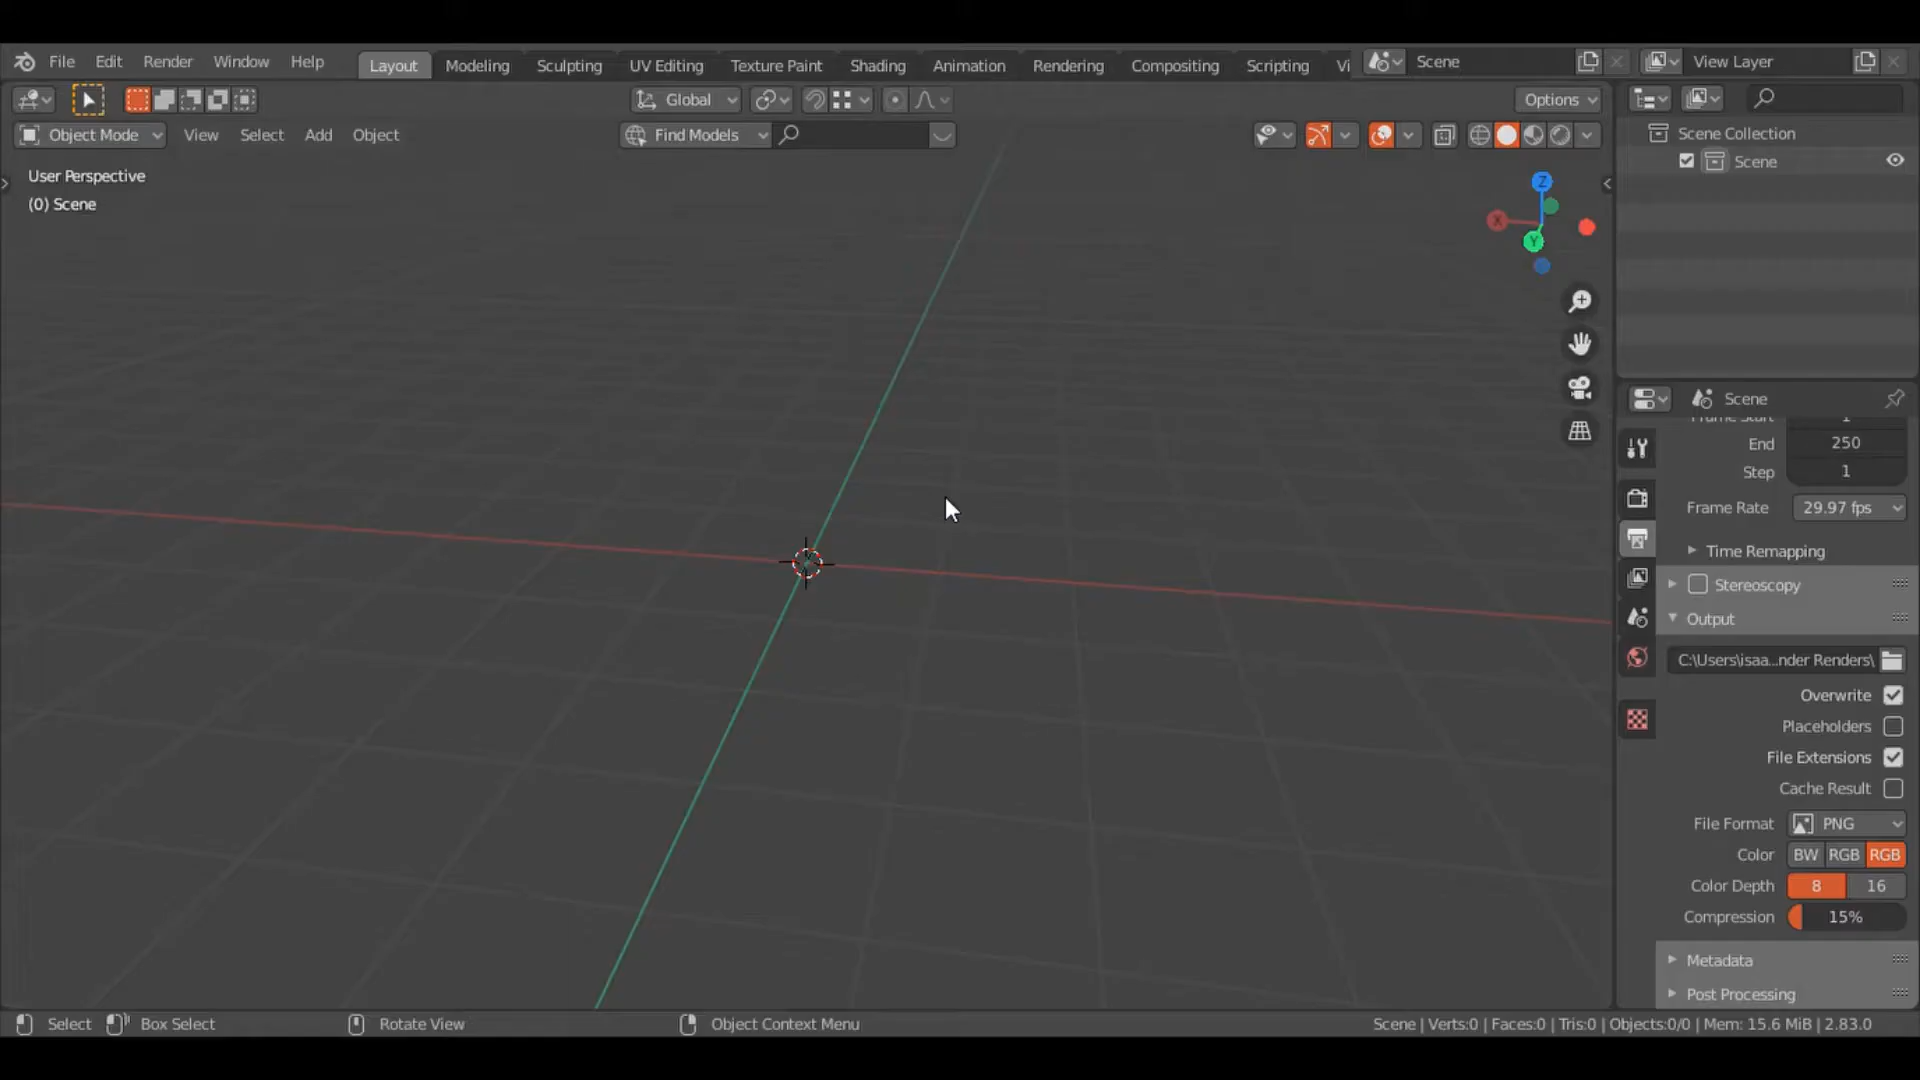 File Edit Render Window Help Layout Modeling Sculpting UV Editing Texture Paint Shading Animation Rendering Compositing Scripting Vi Scene View Layer
Global Options
Object Mode View Select Add Object Find Models
User Perspective
(0) Scene
Z
X
Y
Scene Collection
Scene
Scene
Frame Start 1
End 250
Step 1
Frame Rate 29.97 fps
Time Remapping
Stereoscopy
Output
C:\Users\isaa...nder Renders\
Overwrite
Placeholders
File Extensions
Cache Result
File Format PNG
Color BW RGB RGB
Color Depth 8 16
Compression 15%
Metadata
Post Processing
Select Box Select Rotate View Object Context Menu Scene | Verts:0 | Faces:0 | Tris:0 | Objects:0/0 | Mem: 15.6 MiB | 2.83.0